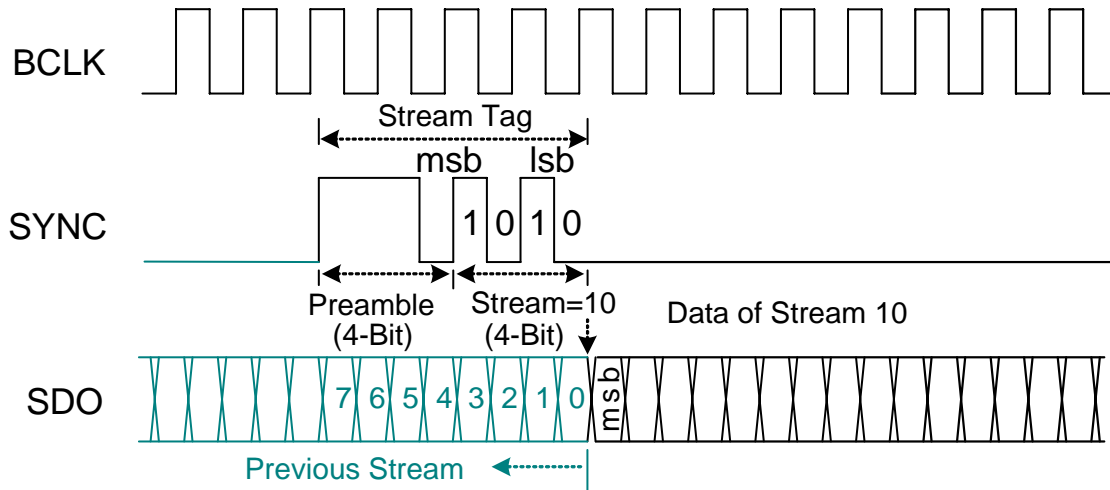 BCLK
Stream Tag
msb lsb
SYNC
1 0 1 0
Preamble
(4-Bit)
Stream=10
(4-Bit)
Data of Stream 10
SDO
7 6 5 4 3 2 1 0
msb
Previous Stream